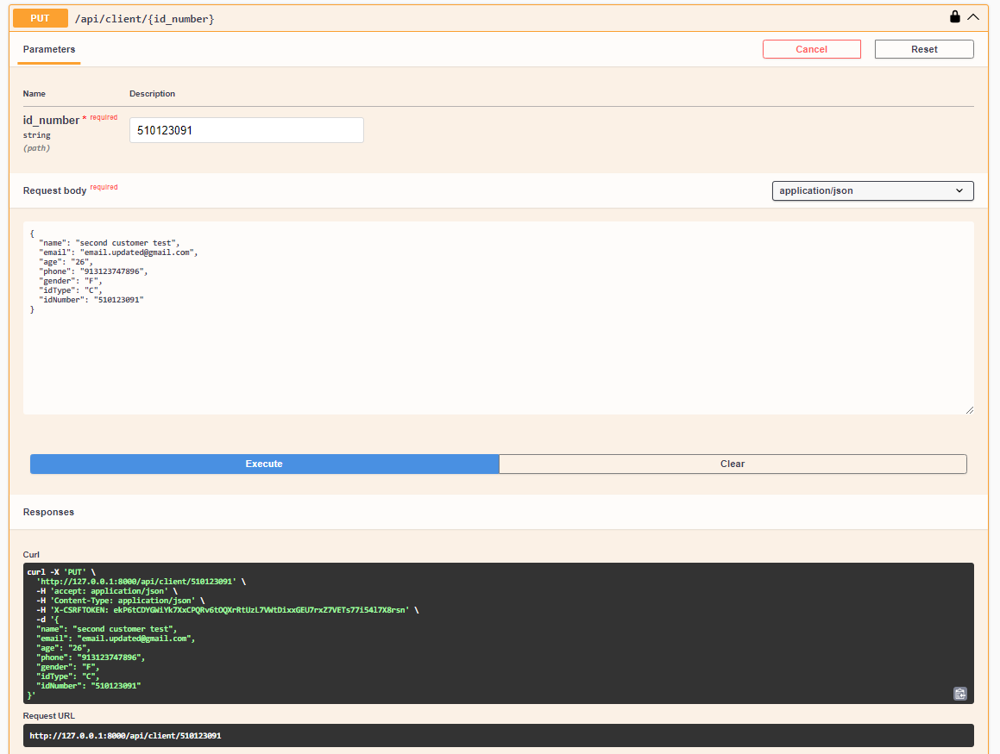 PUT /api/client/{id_number}
Parameters
Cancel
Reset
Name Description
id_number * required
string
(path)
510123091
Request body required
application/json
{
  "name": "second customer test",
  "email": "email.updated@gmail.com",
  "age": "26",
  "phone": "913123747896",
  "gender": "F",
  "idType": "C",
  "idNumber": "510123091"
}
Execute
Clear
Responses
Curl
curl -X 'PUT' \
  'http://127.0.0.1:8000/api/client/510123091' \
  -H 'accept: application/json' \
  -H 'Content-Type: application/json' \
  -H 'X-CSRFTOKEN: ekP6tCDYGWiYk7XxCPQRv6tOQXrRtUzL7VWtDixxGEU7rxZ7VETs77i54l7X8rsn' \
  -d '{
  "name": "second customer test",
  "email": "email.updated@gmail.com",
  "age": "26",
  "phone": "913123747896",
  "gender": "F",
  "idType": "C",
  "idNumber": "510123091"
}'
Request URL
http://127.0.0.1:8000/api/client/510123091